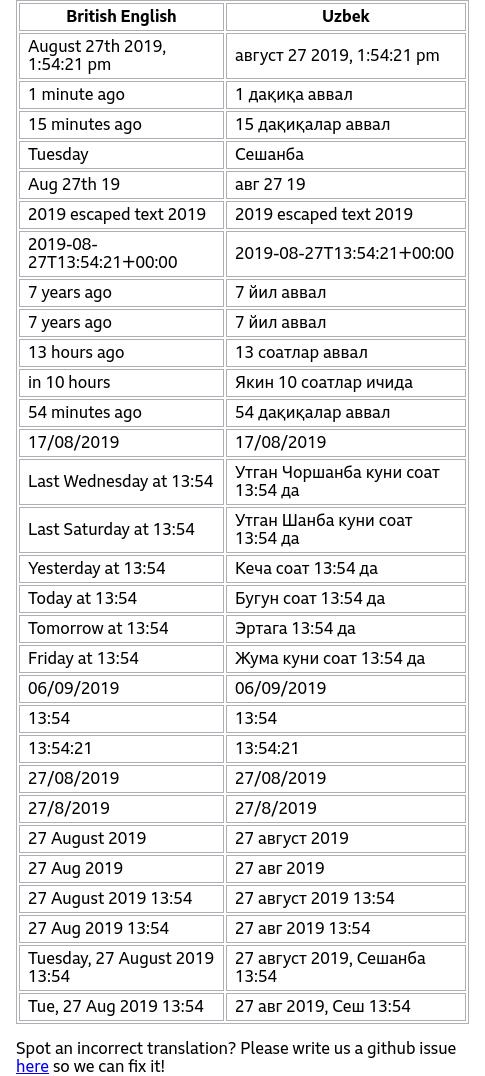 British English Uzbek
August 27th 2019,
1:54:21 pm
август 27 2019, 1:54:21 pm
1 minute ago 1 дақиқа аввал
15 minutes ago 15 дақиқалар аввал
Tuesday Сешанба
Aug 27th 19 авг 27 19
2019 escaped text 2019 2019 escaped text 2019
2019-08-
27T13:54:21+00:00
2019-08-27T13:54:21+00:00
7 years ago 7 йил аввал
7 years ago 7 йил аввал
13 hours ago 13 соатлар аввал
in 10 hours Якин 10 соатлар ичида
54 minutes ago 54 дақиқалар аввал
17/08/2019 17/08/2019
Last Wednesday at 13:54
Утган Чоршанба куни соат
13:54 да
Last Saturday at 13:54
Утган Шанба куни соат
13:54 да
Yesterday at 13:54 Кеча соат 13:54 да
Today at 13:54 Бугун соат 13:54 да
Tomorrow at 13:54 Эртага 13:54 да
Friday at 13:54 Жума куни соат 13:54 да
06/09/2019 06/09/2019
13:54 13:54
13:54:21 13:54:21
27/08/2019 27/08/2019
27/8/2019 27/8/2019
27 August 2019 27 август 2019
27 Aug 2019 27 авг 2019
27 August 2019 13:54 27 август 2019 13:54
27 Aug 2019 13:54 27 авг 2019 13:54
Tuesday, 27 August 2019
13:54
27 август 2019, Сешанба
13:54
Tue, 27 Aug 2019 13:54 27 авг 2019, Сеш 13:54
Spot an incorrect translation? Please write us a github issue
here so we can fix it!